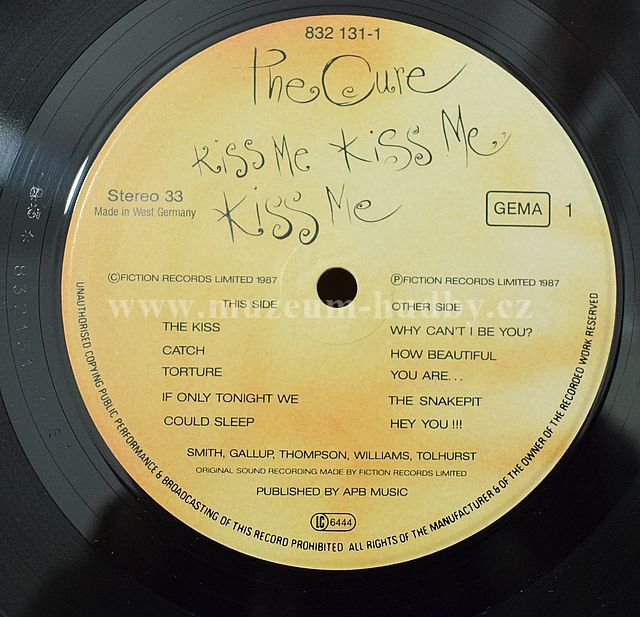 832 131-1
The Cure
Kiss Me Kiss Me
Kiss Me
Stereo 33
Made in West Germany
GEMA 1
©FICTION RECORDS LIMITED 1987
THIS SIDE
THE KISS
CATCH
TORTURE
IF ONLY TONIGHT WE
COULD SLEEP
℗FICTION RECORDS LIMITED 1987
OTHER SIDE
WHY CAN'T I BE YOU?
HOW BEAUTIFUL
YOU ARE...
THE SNAKEPIT
HEY YOU !!!
www.muzeum-hudby.cz
SMITH, GALLUP, THOMPSON, WILLIAMS, TOLHURST
ORIGINAL SOUND RECORDING MADE BY FICTION RECORDS LIMITED
PUBLISHED BY APB MUSIC
LC 6444
UNAUTHORISED COPYING PUBLIC PERFORMANCE & BROADCASTING OF THIS RECORD PROHIBITED ALL RIGHTS OF THE MANUFACTURER & OF THE OWNER OF THE RECORDED WORK RESERVED